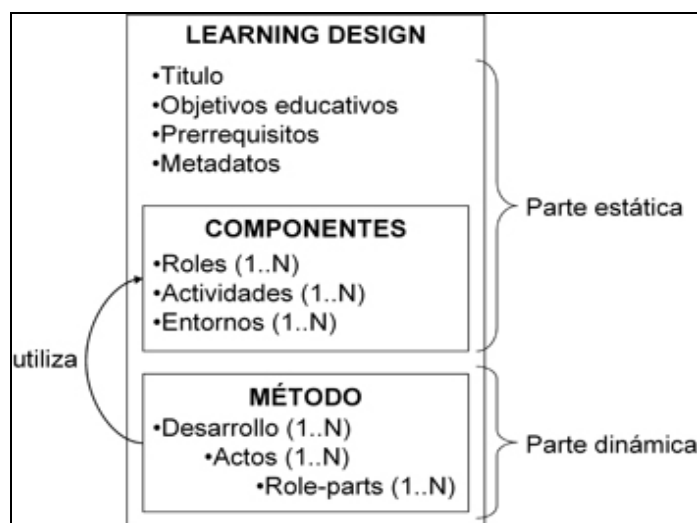 LEARNING DESIGN
•Titulo
•Objetivos educativos
•Prerrequisitos
•Metadatos
Parte estática
COMPONENTES
•Roles (1..N)
•Actividades (1..N)
•Entornos (1..N)
utiliza
MÉTODO
•Desarrollo (1..N)
•Actos (1..N)
•Role-parts (1..N)
Parte dinámica